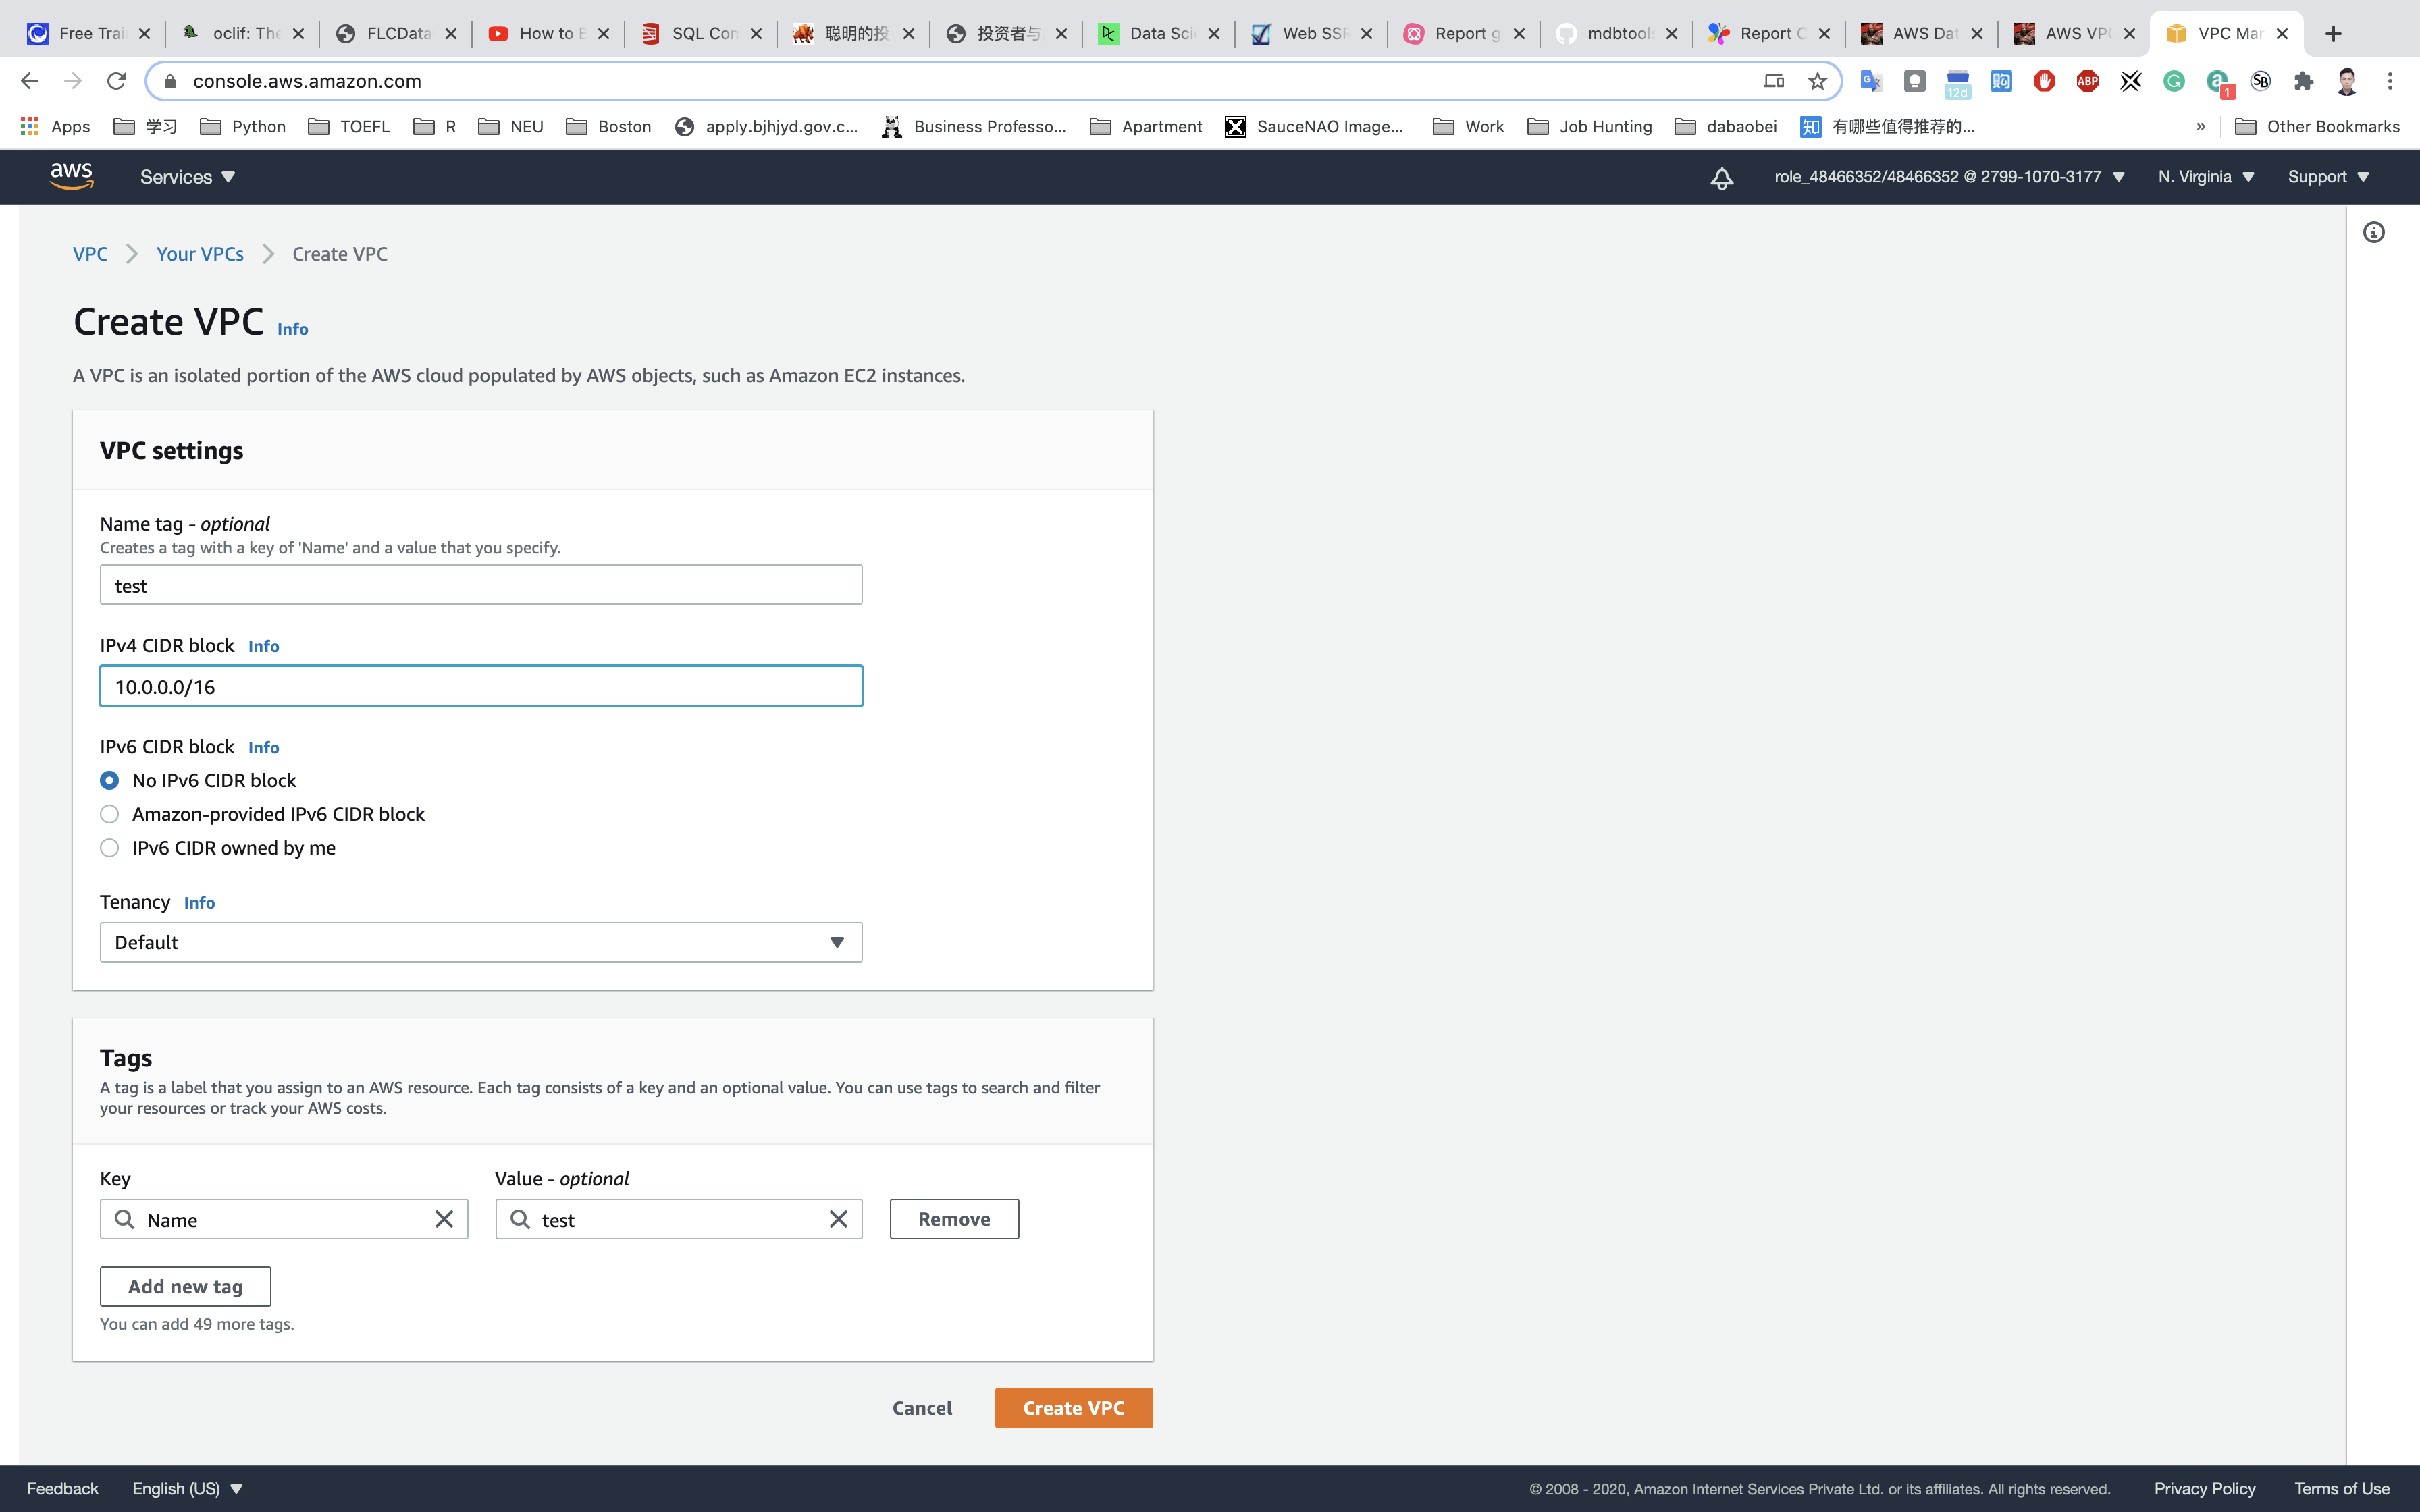 Free Trai
oclif: The
FLCData
How to E
SQL Con
聪明的投
投资者与
Data Sci
Web SSR
Report g
mdbtools
Report C
AWS Dat
AWS VPC
VPC Mar
console.aws.amazon.com
12d
ABP
1
SB
Apps
学习
Python
TOEFL
R
NEU
Boston
apply.bjhjyd.gov.c...
Business Professo...
Apartment
SauceNAO Image...
Work
Job Hunting
dabaobei
知 有哪些值得推荐的...
»
Other Bookmarks
aws
Services
role_48466352/48466352 @ 2799-1070-3177
N. Virginia
Support
VPC
Your VPCs
Create VPC
Create VPC Info
A VPC is an isolated portion of the AWS cloud populated by AWS objects, such as Amazon EC2 instances.
VPC settings
Name tag - optional
Creates a tag with a key of 'Name' and a value that you specify.
test
IPv4 CIDR block Info
10.0.0.0/16
IPv6 CIDR block Info
No IPv6 CIDR block
Amazon-provided IPv6 CIDR block
IPv6 CIDR owned by me
Tenancy Info
Default
Tags
A tag is a label that you assign to an AWS resource. Each tag consists of a key and an optional value. You can use tags to search and filter
your resources or track your AWS costs.
Key
Value - optional
Name
test
Remove
Add new tag
You can add 49 more tags.
Cancel
Create VPC
Feedback
English (US)
© 2008 - 2020, Amazon Internet Services Private Ltd. or its affiliates. All rights reserved.
Privacy Policy
Terms of Use